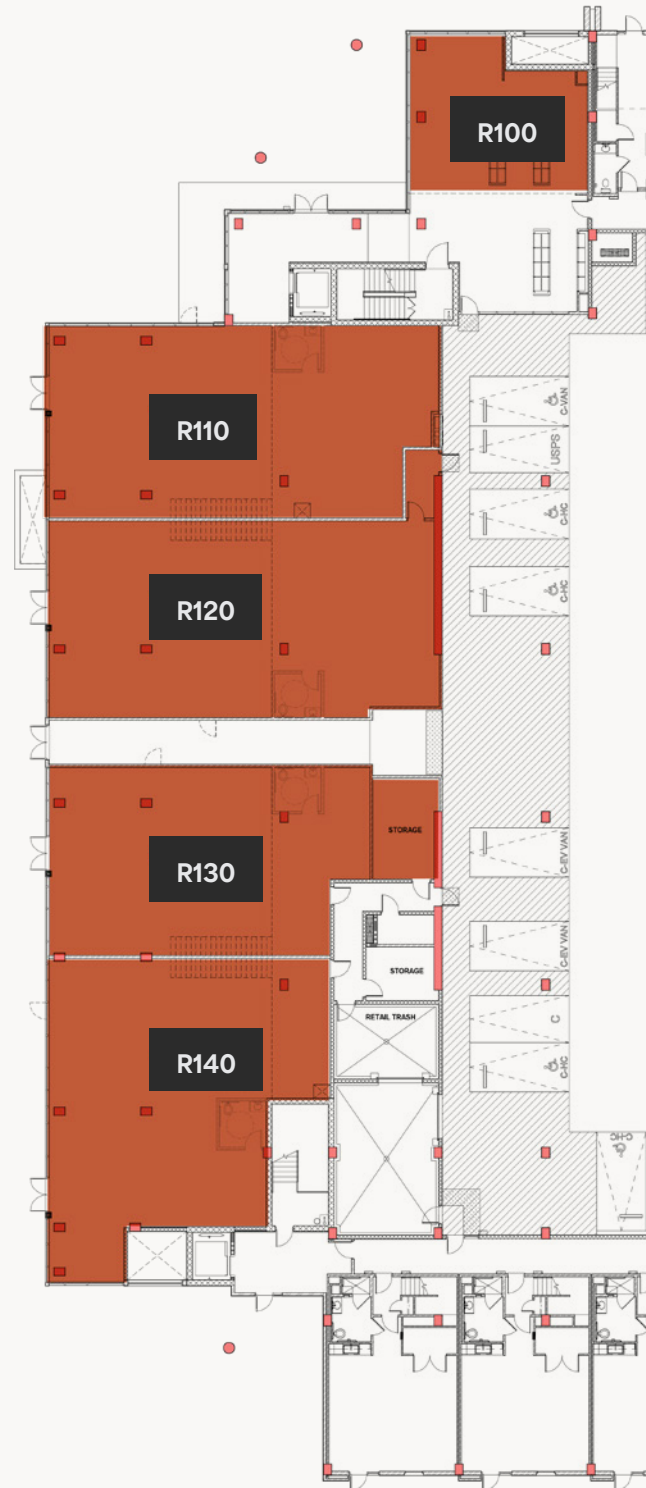 R100
C-VAN
R110
USPS
C-HC
R120
C-HC
R130
STORAGE
C-EV VAN
C-EV VAN
STORAGE
RETAIL TRASH
C
R140
C-HC
C-HC